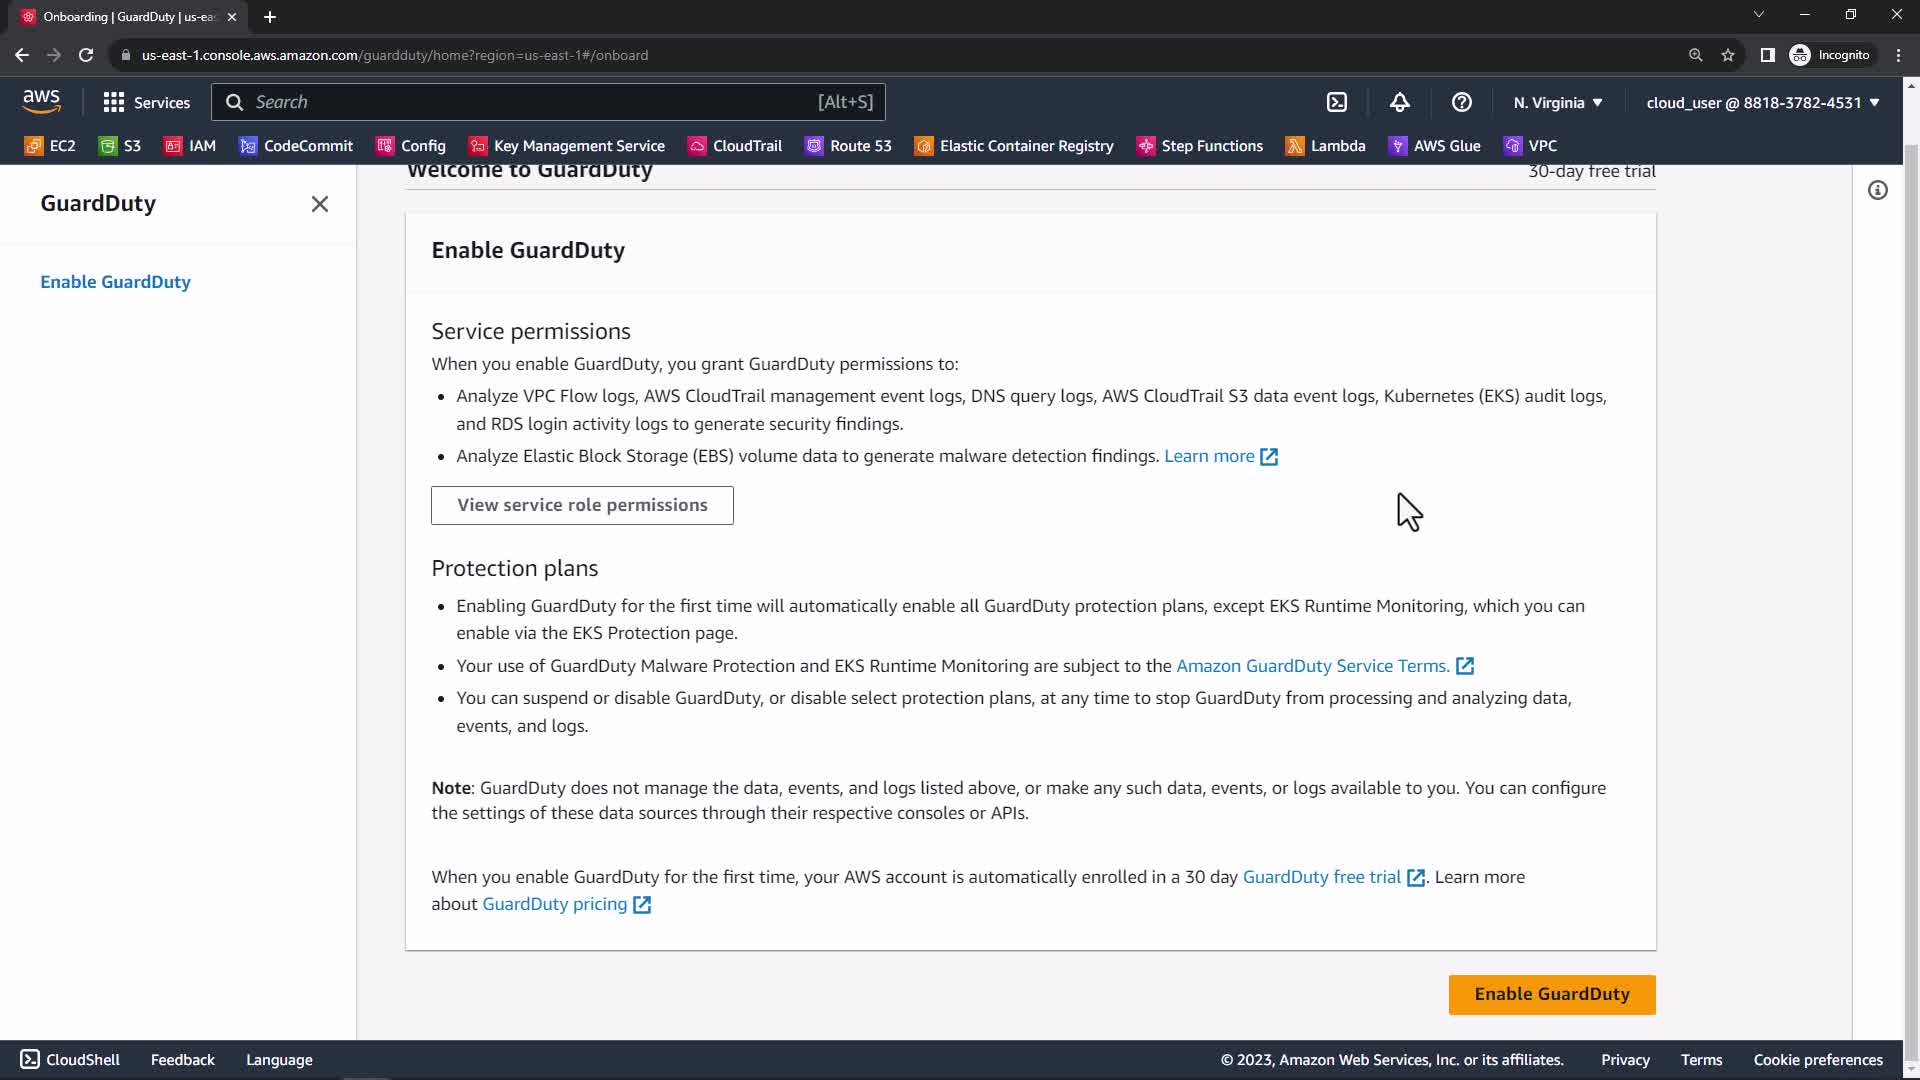 Onboarding | GuardDuty | us-eas
us-east-1.console.aws.amazon.com/guardduty/home?region=us-east-1#/onboard
Incognito
aws
Services
Search
[Alt+S]
N. Virginia
cloud_user @ 8818-3782-4531
EC2
S3
IAM
CodeCommit
Config
Key Management Service
CloudTrail
Route 53
Elastic Container Registry
Step Functions
Lambda
AWS Glue
VPC
GuardDuty
Enable GuardDuty
Welcome to GuardDuty
30-day free trial
Enable GuardDuty
Service permissions
When you enable GuardDuty, you grant GuardDuty permissions to:
• Analyze VPC Flow logs, AWS CloudTrail management event logs, DNS query logs, AWS CloudTrail S3 data event logs, Kubernetes (EKS) audit logs,
and RDS login activity logs to generate security findings.
• Analyze Elastic Block Storage (EBS) volume data to generate malware detection findings. Learn more
View service role permissions
Protection plans
• Enabling GuardDuty for the first time will automatically enable all GuardDuty protection plans, except EKS Runtime Monitoring, which you can
enable via the EKS Protection page.
• Your use of GuardDuty Malware Protection and EKS Runtime Monitoring are subject to the Amazon GuardDuty Service Terms.
• You can suspend or disable GuardDuty, or disable select protection plans, at any time to stop GuardDuty from processing and analyzing data,
events, and logs.
Note: GuardDuty does not manage the data, events, and logs listed above, or make any such data, events, or logs available to you. You can configure
the settings of these data sources through their respective consoles or APIs.
When you enable GuardDuty for the first time, your AWS account is automatically enrolled in a 30 day GuardDuty free trial . Learn more
about GuardDuty pricing
Enable GuardDuty
CloudShell
Feedback
Language
© 2023, Amazon Web Services, Inc. or its affiliates.
Privacy
Terms
Cookie preferences